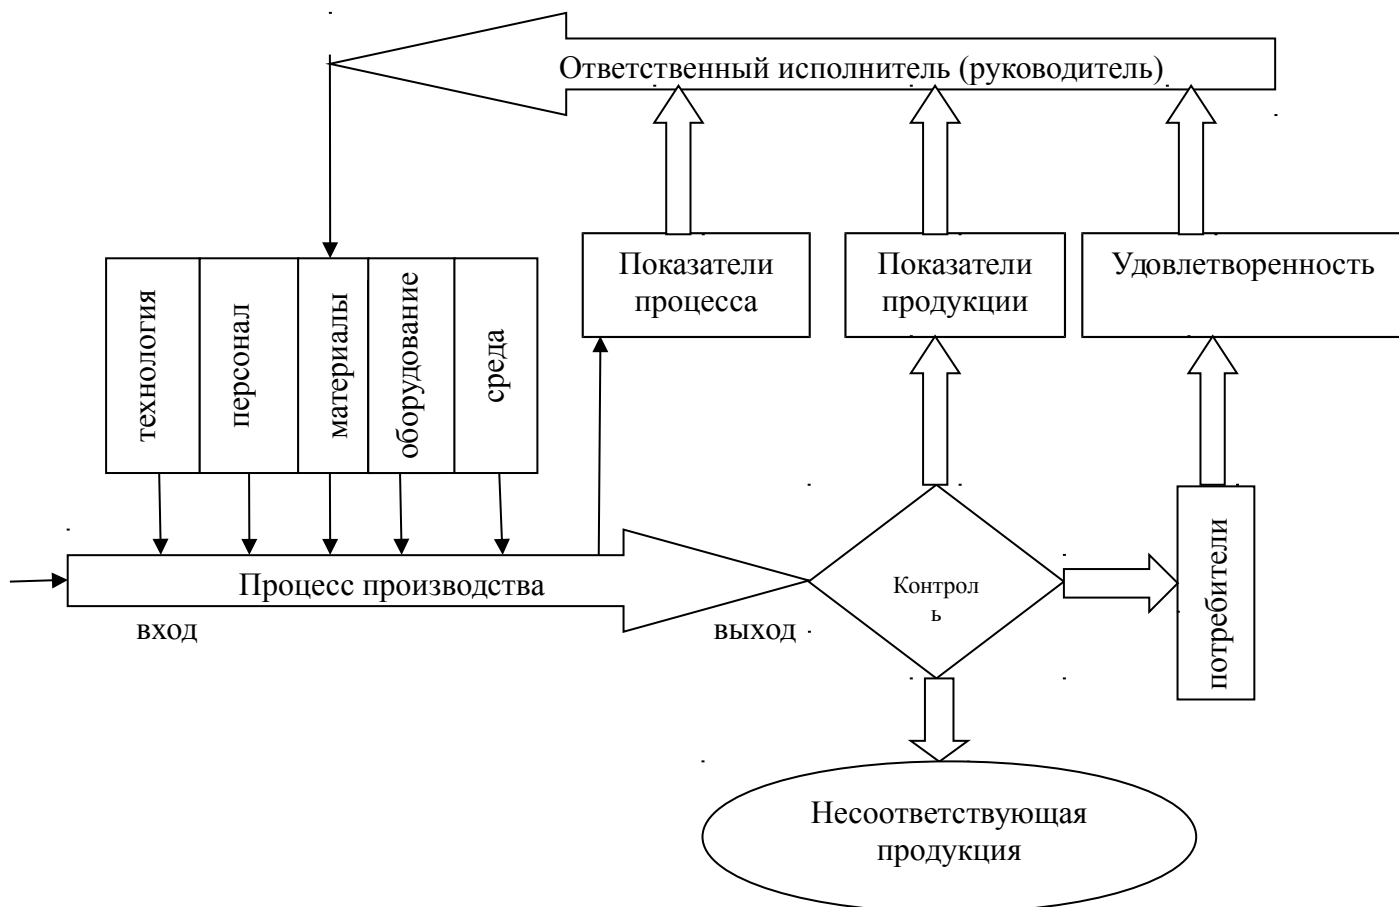 Ответственный исполнитель (руководитель)
Показатели
процесса
Показатели
продукции
Удовлетворенность
технология
персонал
материалы
оборудование
среда
Процесс производства
вход
выход
Контрол
ь
потребители
Несоответствующая
продукция